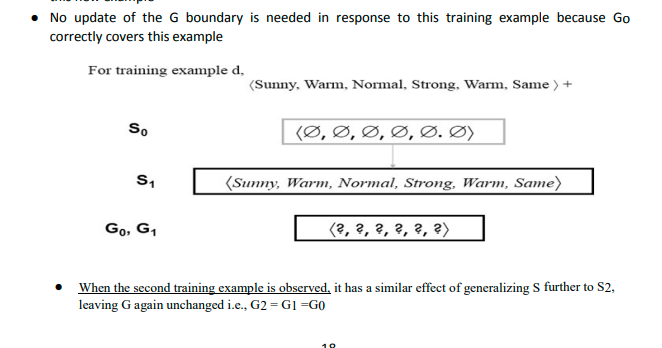 • No update of the G boundary is needed in response to this training example because Go
correctly covers this example
For training example d,
⟨Sunny, Warm, Normal, Strong, Warm, Same ⟩ +
S₀ ⟨∅, ∅, ∅, ∅, ∅. ∅⟩
S₁ ⟨Sunny, Warm, Normal, Strong, Warm, Same⟩
G₀, G₁ ⟨?, ?, ?, ?, ?, ?⟩
• When the second training example is observed, it has a similar effect of generalizing S further to S2,
leaving G again unchanged i.e., G2 = G1 =G0